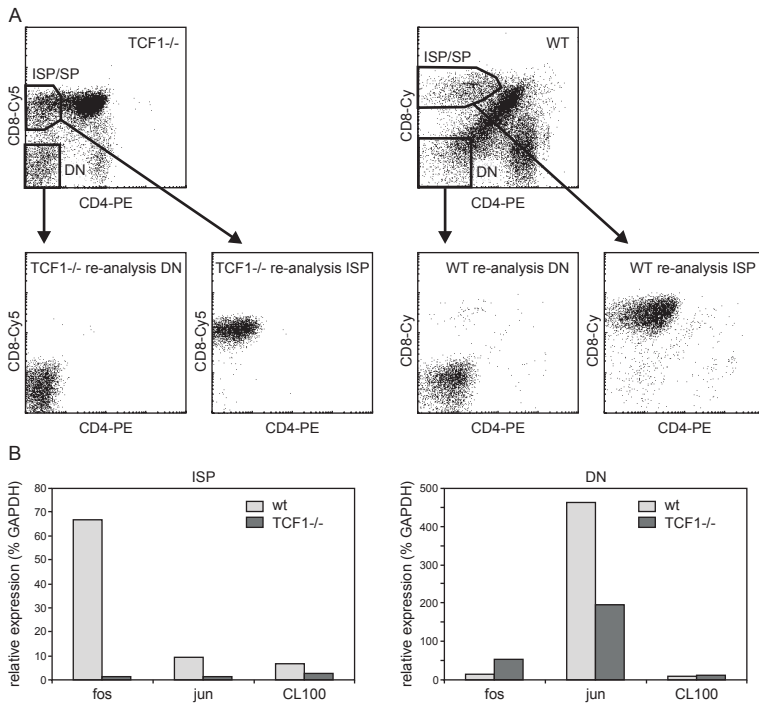 A
TCF1-/-
ISP/SP
DN
CD8-Cy5
CD4-PE
WT
ISP/SP
DN
CD8-Cy
CD4-PE
TCF1-/- re-analysis DN
CD8-Cy5
CD4-PE
TCF1-/- re-analysis ISP
CD8-Cy5
CD4-PE
WT re-analysis DN
CD8-Cy
CD4-PE
WT re-analysis ISP
CD8-Cy
CD4-PE
B
ISP
relative expression (% GAPDH)
80
70
60
50
40
30
20
10
0
wt
TCF1-/-
fos jun CL100
DN
relative expression (% GAPDH)
500
400
300
200
100
0
wt
TCF1-/-
fos jun CL100